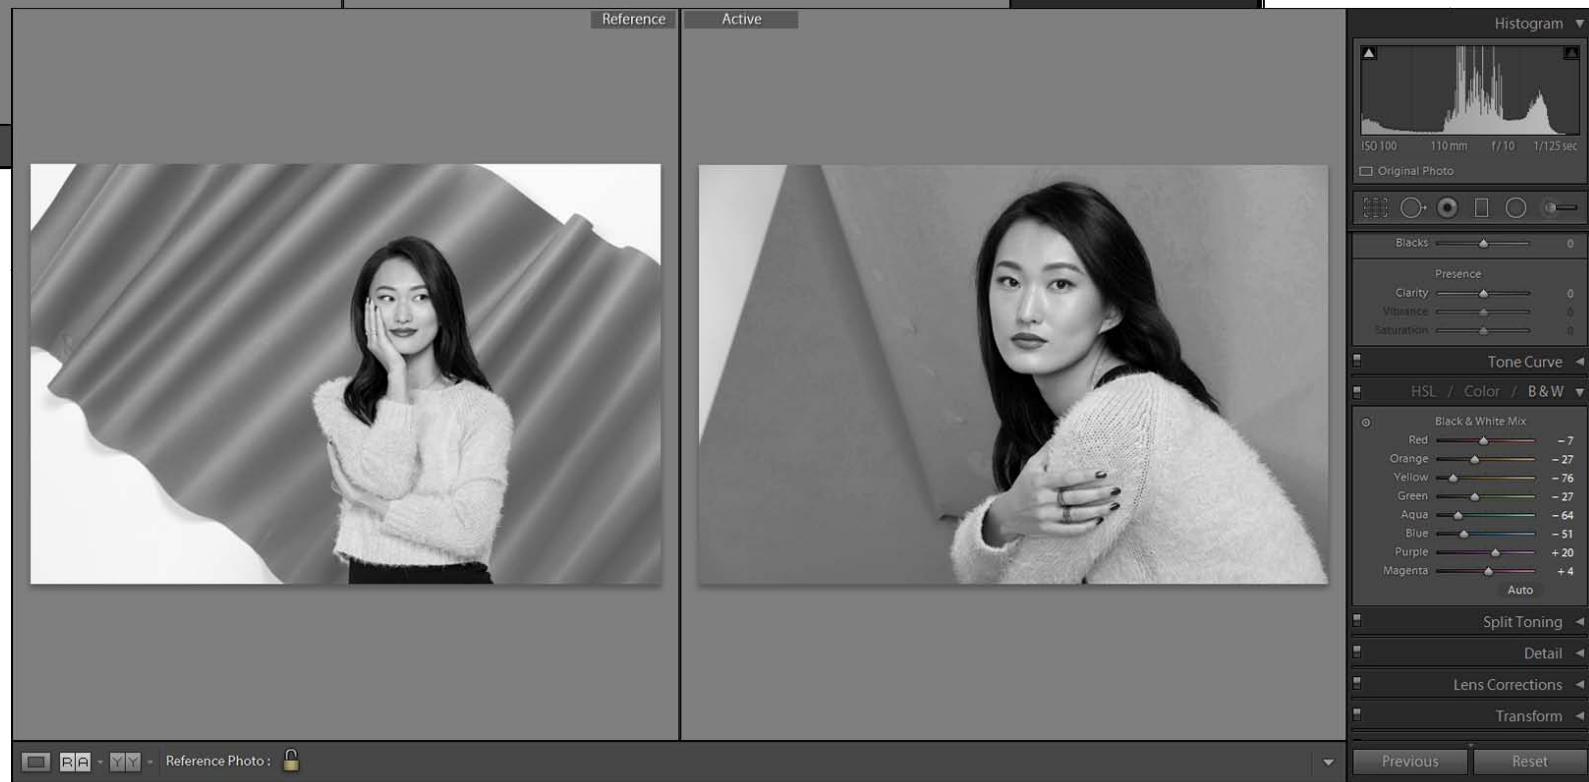 Reference
Active
Histogram
ISO 100 110 mm f / 10 1/125 sec
Original Photo
Blacks 0
Presence
Clarity 0
Vibrance 0
Saturation 0
Tone Curve
HSL / Color / B & W
Black & White Mix
Red – 7
Orange – 27
Yellow – 76
Green – 27
Aqua – 64
Blue – 51
Purple + 20
Magenta + 4
Auto
Split Toning
Detail
Lens Corrections
Transform
R A Y Y Reference Photo :
Previous Reset